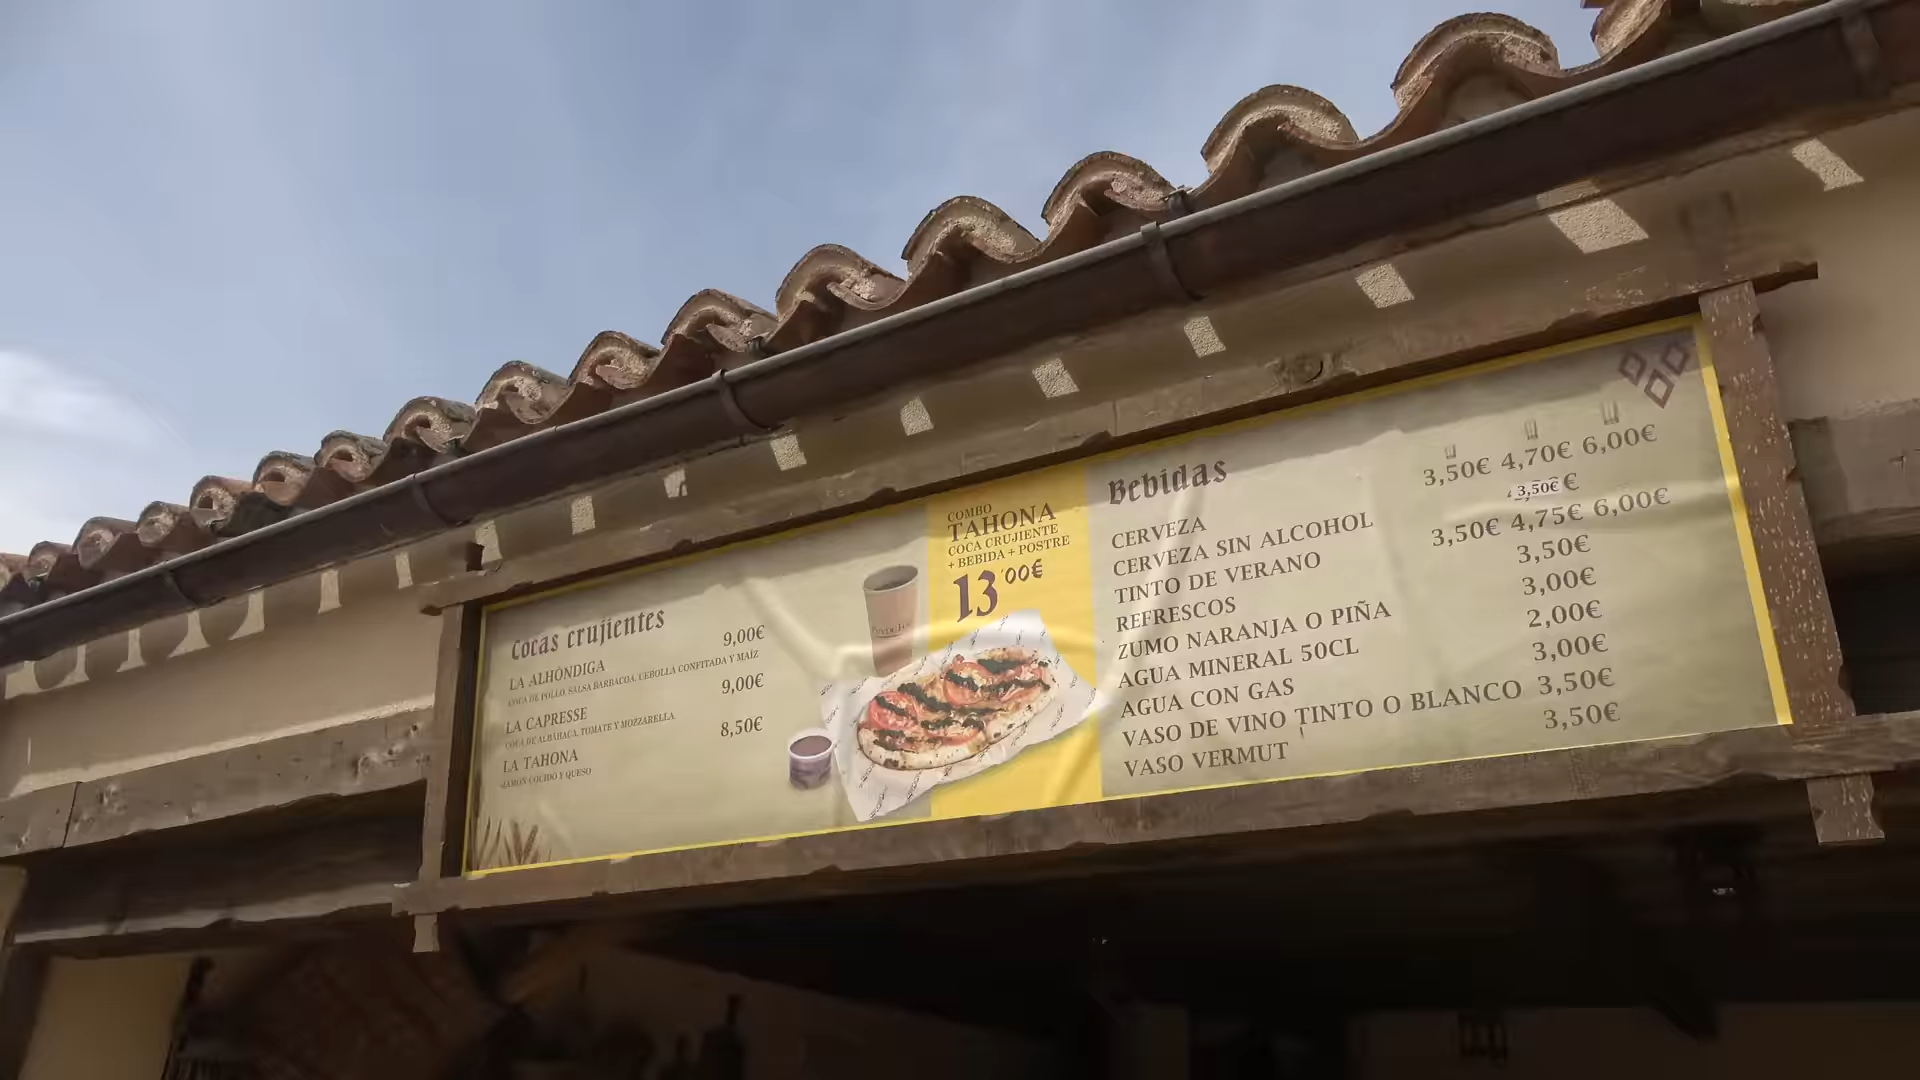 Cocas crujientes
LA ALHÓNDIGA 9,00€
COCA DE POLLO, SALSA BARBACOA, CEBOLLA CONFITADA Y MAÍZ
LA CAPRESSE 9,00€
COCA DE ALBAHACA, TOMATE Y MOZZARELLA
LA TAHONA 8,50€
JAMÓN COCIDO Y QUESO
COMBO
TAHONA
COCA CRUJIENTE
+ BEBIDA + POSTRE
13'00€
Bebidas
CERVEZA 3,50€ 4,70€ 6,00€
CERVEZA SIN ALCOHOL 3,50€ €
TINTO DE VERANO 3,50€ 4,75€ 6,00€
REFRESCOS 3,50€
ZUMO NARANJA O PIÑA 3,00€
AGUA MINERAL 50CL 2,00€
AGUA CON GAS 3,00€
VASO DE VINO TINTO O BLANCO 3,50€
VASO VERMUT 3,50€